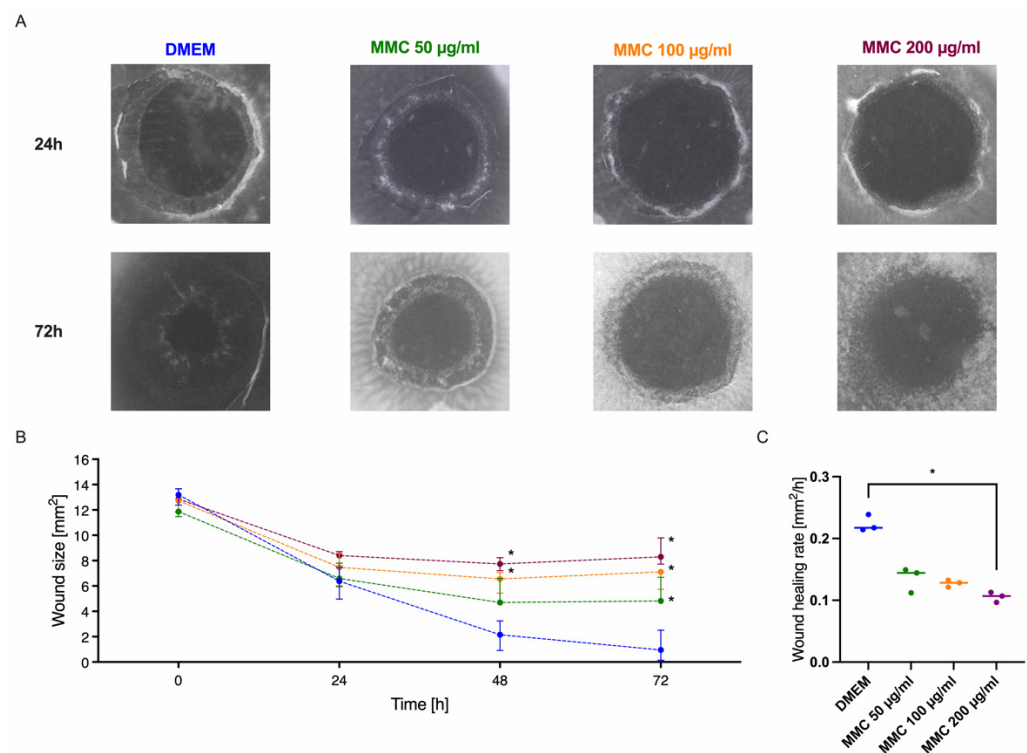 A
DMEM
MMC 50 µg/ml
MMC 100 µg/ml
MMC 200 µg/ml
24h
72h
B
16
14
12
10
8
6
4
2
0
Wound size [mm²]
0
24
48
72
Time [h]
*
*
*
*
*
C
0.3
0.2
0.1
0.0
Wound healing rate [mm²/h]
*
DMEM
MMC 50 µg/ml
MMC 100 µg/ml
MMC 200 µg/ml